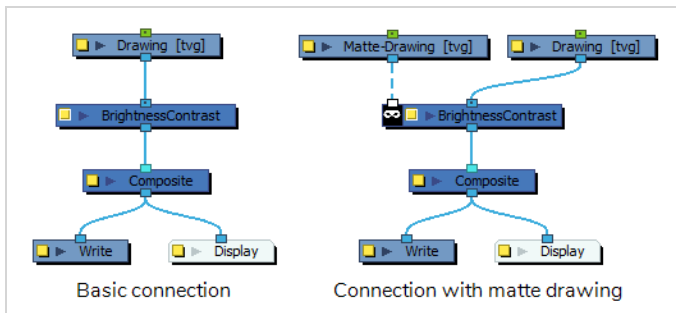 Drawing [tvg]
BrightnessContrast
Composite
Write
Display
Basic connection
Matte-Drawing [tvg]
Drawing [tvg]
BrightnessContrast
Composite
Write
Display
Connection with matte drawing